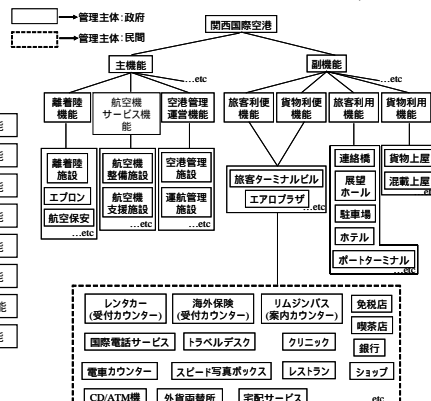 管理主体:政府
管理主体:民間
関西国際空港
主機能
副機能
…etc
…etc
離着陸
機能
航空機
サービス機
能
空港管理
運営機能
旅客利便
機能
貨物利便
機能
旅客利用
機能
貨物利用
機能
離着陸
施設
エプロン
航空保安
…etc
航空機
整備施設
航空機
支援施設
…etc
空港管理
施設
運航管理
施設
…etc
旅客ターミナルビル
エアロプラザ
…etc
連絡橋
展望
ホール
駐車場
ホテル
ポートターミナル
…etc
貨物上屋
混載上屋
能
能
能
能
能
能
能
能
レンタカー
(受付カウンター)
海外保険
(受付カウンター)
リムジンバス
(案内カウンター)
免税店
喫茶店
国際電話サービス
トラベルデスク
クリニック
銀行
電車カウンター
スピード写真ボックス
レストラン
ショップ
CD/ATM機
外貨両替所
宅配サービス
etc